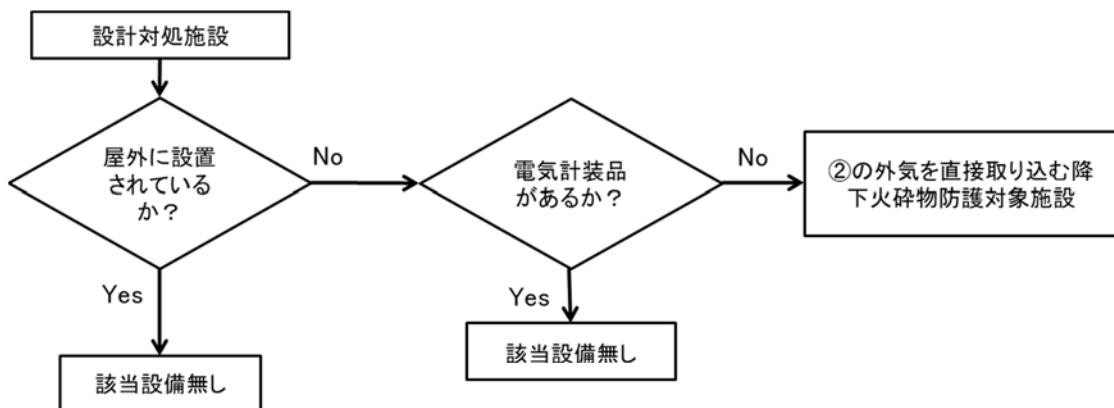 設計対処施設
屋外に設置
されている
か？
No
電気計装品
があるか？
No
②の外気を直接取り込む降
下火砕物防護対象施設
Yes
該当設備無し
Yes
該当設備無し